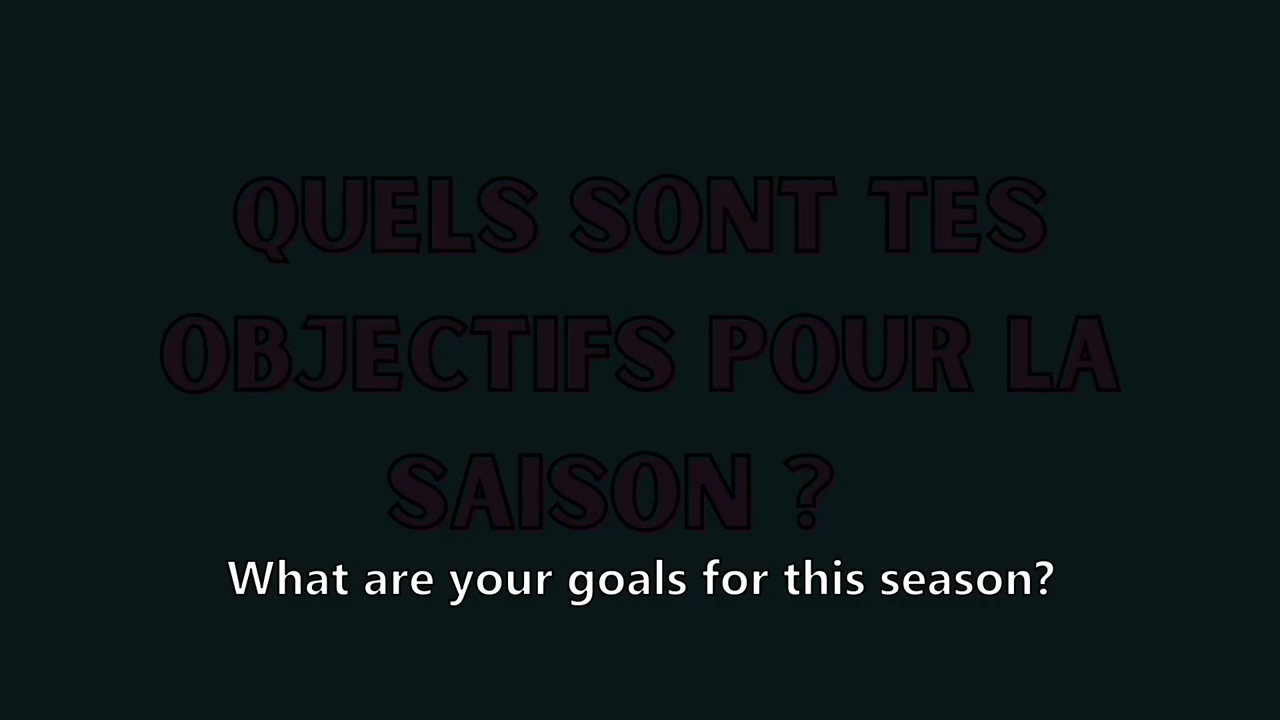 QUELS SONT TES
OBJECTIFS POUR LA
SAISON ?
What are your goals for this season?